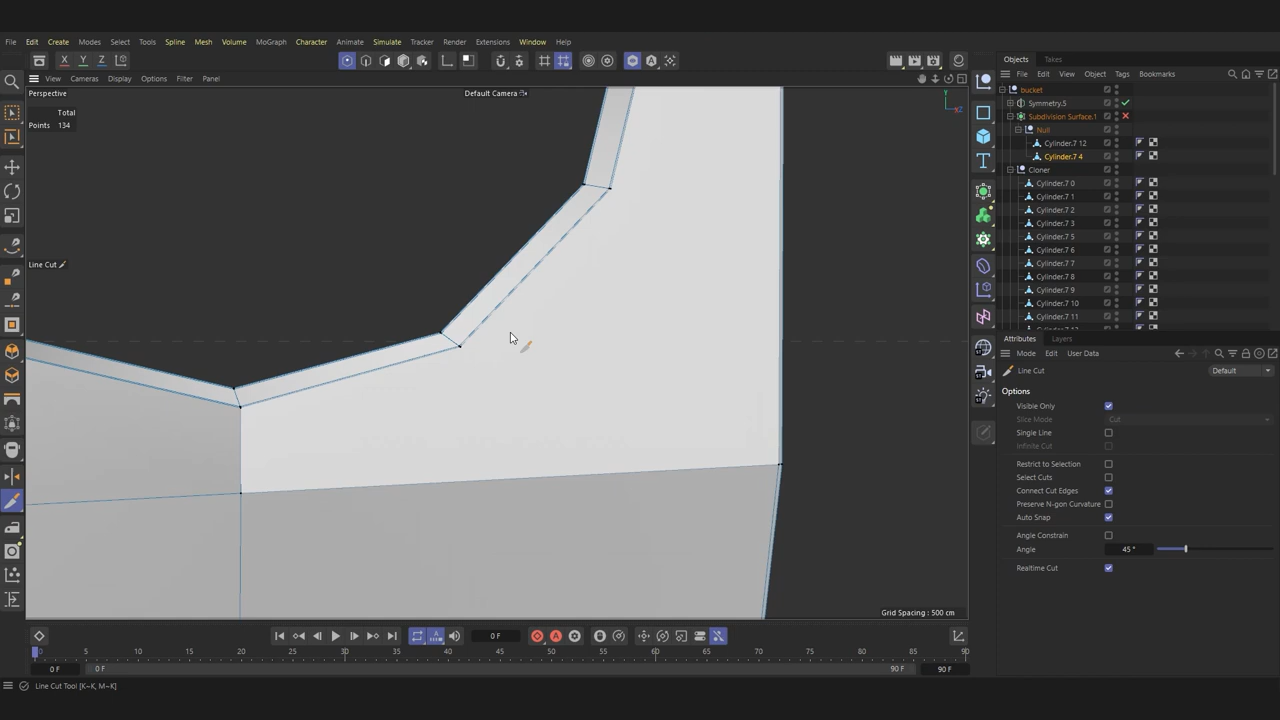 File Edit Create Modes Select Tools Spline Mesh Volume MoGraph Character Animate Simulate Tracker Render Extensions Window Help
X Y Z
View Cameras Display Options Filter Panel
Perspective
Default Camera
Total
Points 134
Line Cut
Grid Spacing : 500 cm
Objects Takes
File Edit View Object Tags Bookmarks
bucket
Symmetry.5
Subdivision Surface.1
Null
Cylinder.7 12
Cylinder.7 4
Cloner
Cylinder.7 0
Cylinder.7 1
Cylinder.7 2
Cylinder.7 3
Cylinder.7 5
Cylinder.7 6
Cylinder.7 7
Cylinder.7 8
Cylinder.7 9
Cylinder.7 10
Cylinder.7 11
Attributes Layers
Mode Edit User Data
Line Cut Default
Options
Visible Only
Slice Mode Cut
Single Line
Infinite Cut
Restrict to Selection
Select Cuts
Connect Cut Edges
Preserve N-gon Curvature
Auto Snap
Angle Constrain
Angle 45 °
Realtime Cut
0 F
0 5 10 15 20 25 30 35 40 45 50 55 60 65 70 75 80 85 90
0 F 0 F 90 F 90 F
Line Cut Tool [K~K, M~K]